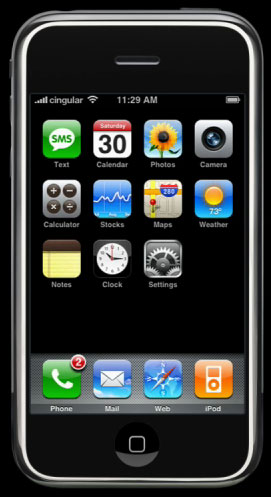 cingular 11:29 AM
SMS
Saturday
30
280
73°
Text Calendar Photos Camera
Calculator Stocks Maps Weather
Notes Clock Settings
2
Phone Mail Web iPod